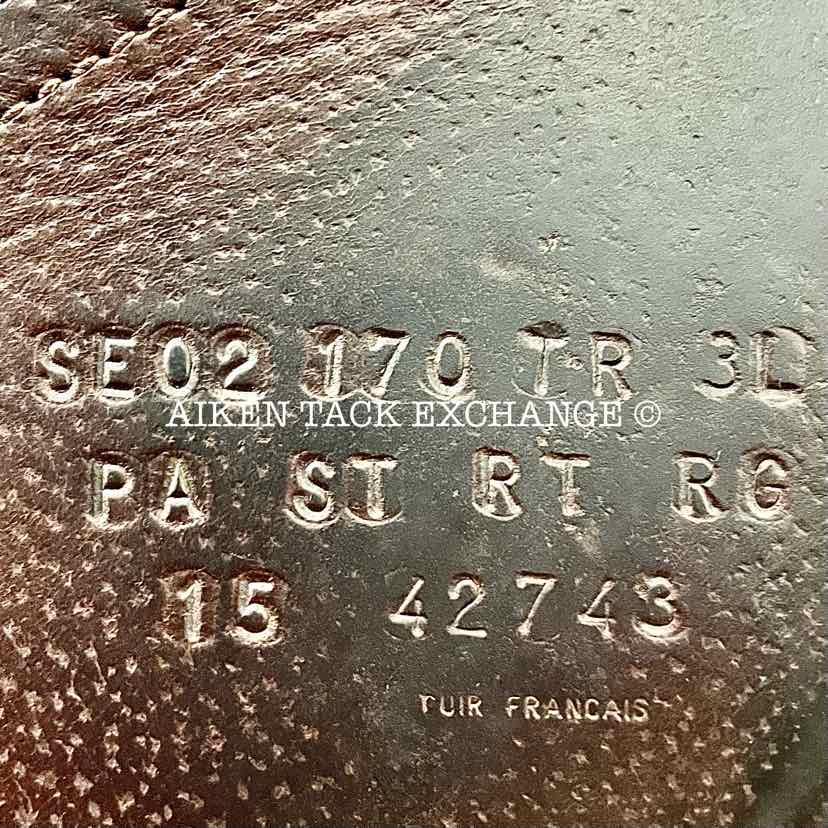 SE02 170 TR 3L
AIKEN TACK EXCHANGE ©
PA ST RT RG
15 42743
CUIR FRANCAIS